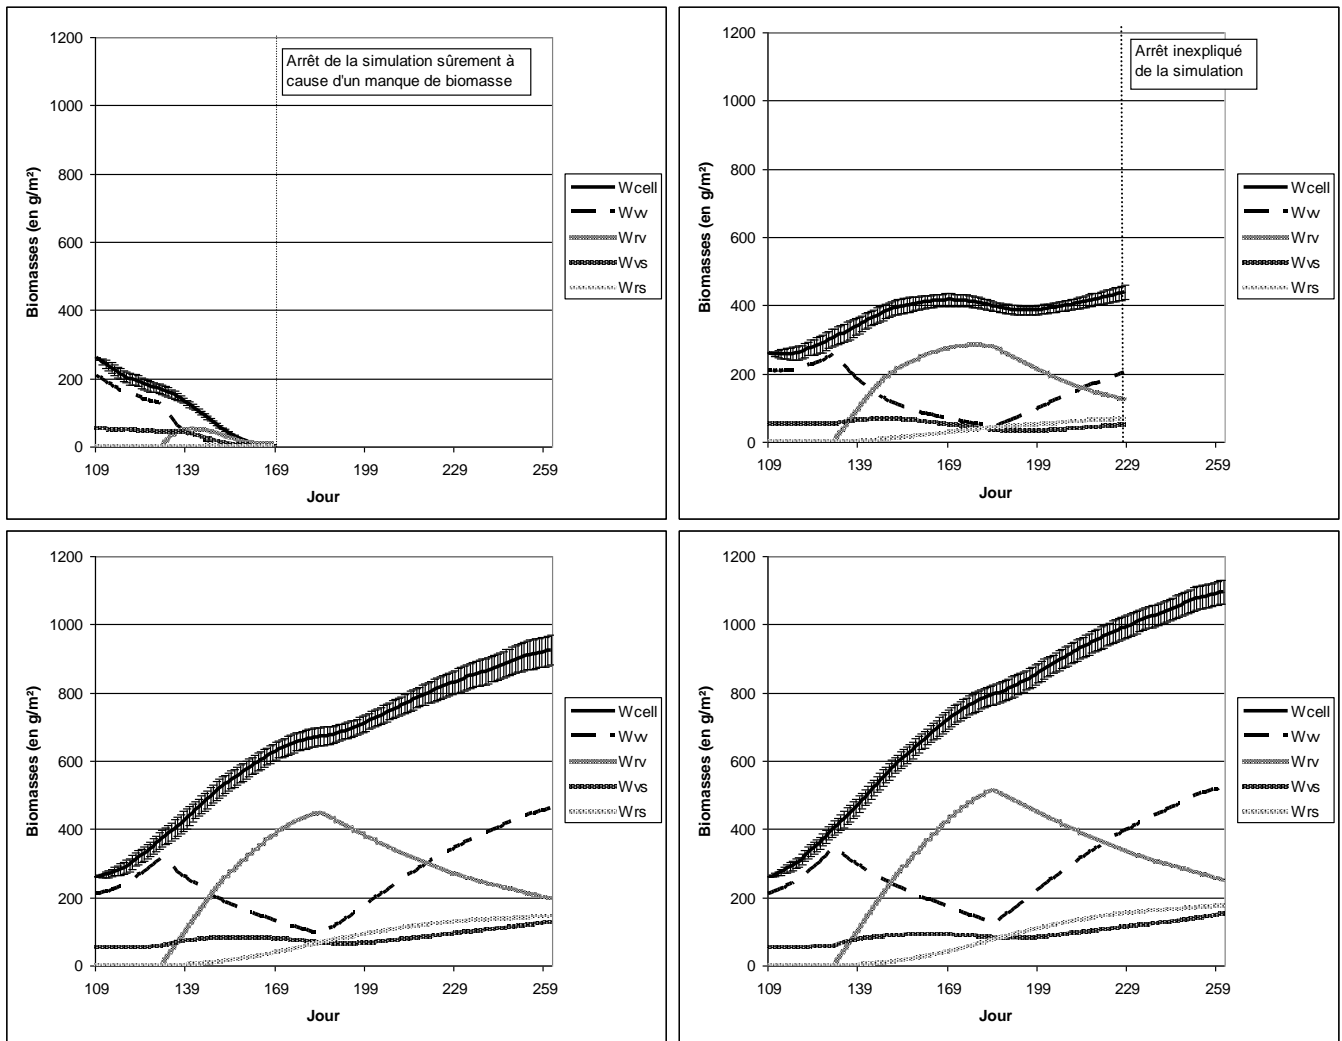 1200
1000
800
600
400
200
0
Biomasses (en g/m²)
109 139 169 199 229 259
Jour
Arrêt de la simulation sûrement à
cause d'un manque de biomasse
Wcell
Wvv
Wrv
Wvs
Wrs
1200
1000
800
600
400
200
0
Biomasses (en g/m²)
109 139 169 199 229 259
Jour
Arrêt inexpliqué
de la simulation
Wcell
Wvv
Wrv
Wvs
Wrs
1200
1000
800
600
400
200
0
Biomasses (en g/m²)
109 139 169 199 229 259
Jour
Wcell
Wvv
Wrv
Wvs
Wrs
1200
1000
800
600
400
200
0
Biomasses (en g/m²)
109 139 169 199 229 259
Jour
Wcell
Wvv
Wrv
Wvs
Wrs